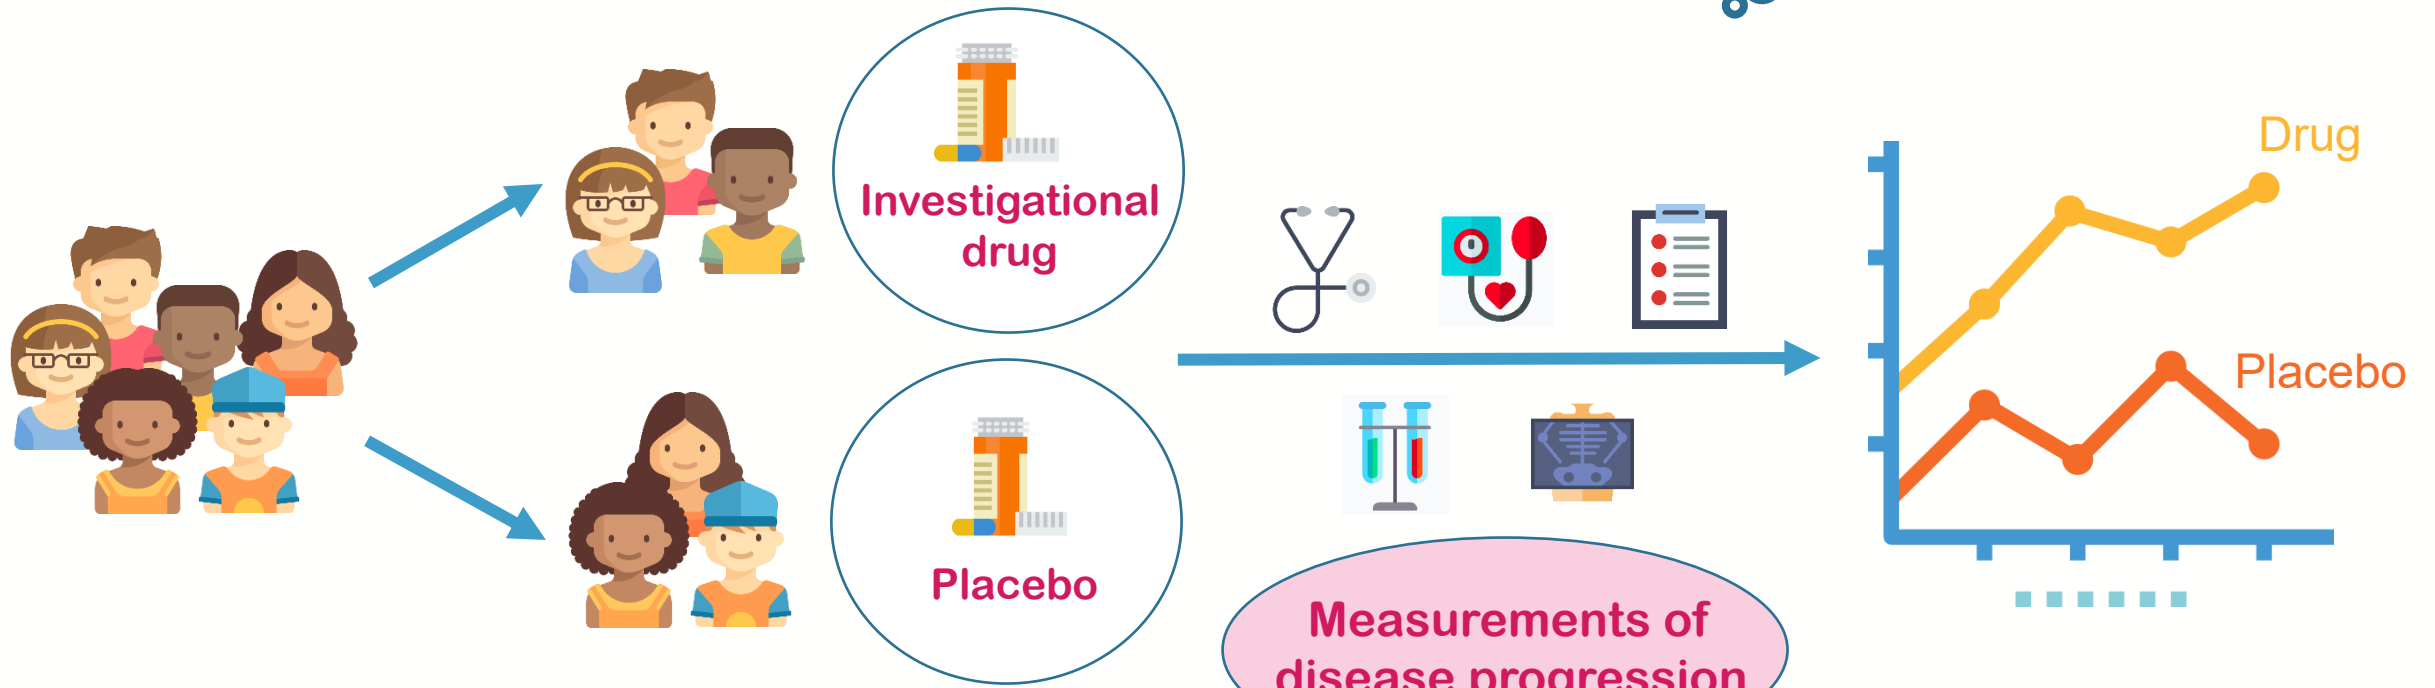 Investigational
drug
Placebo
Measurements of
disease progression
Drug
Placebo